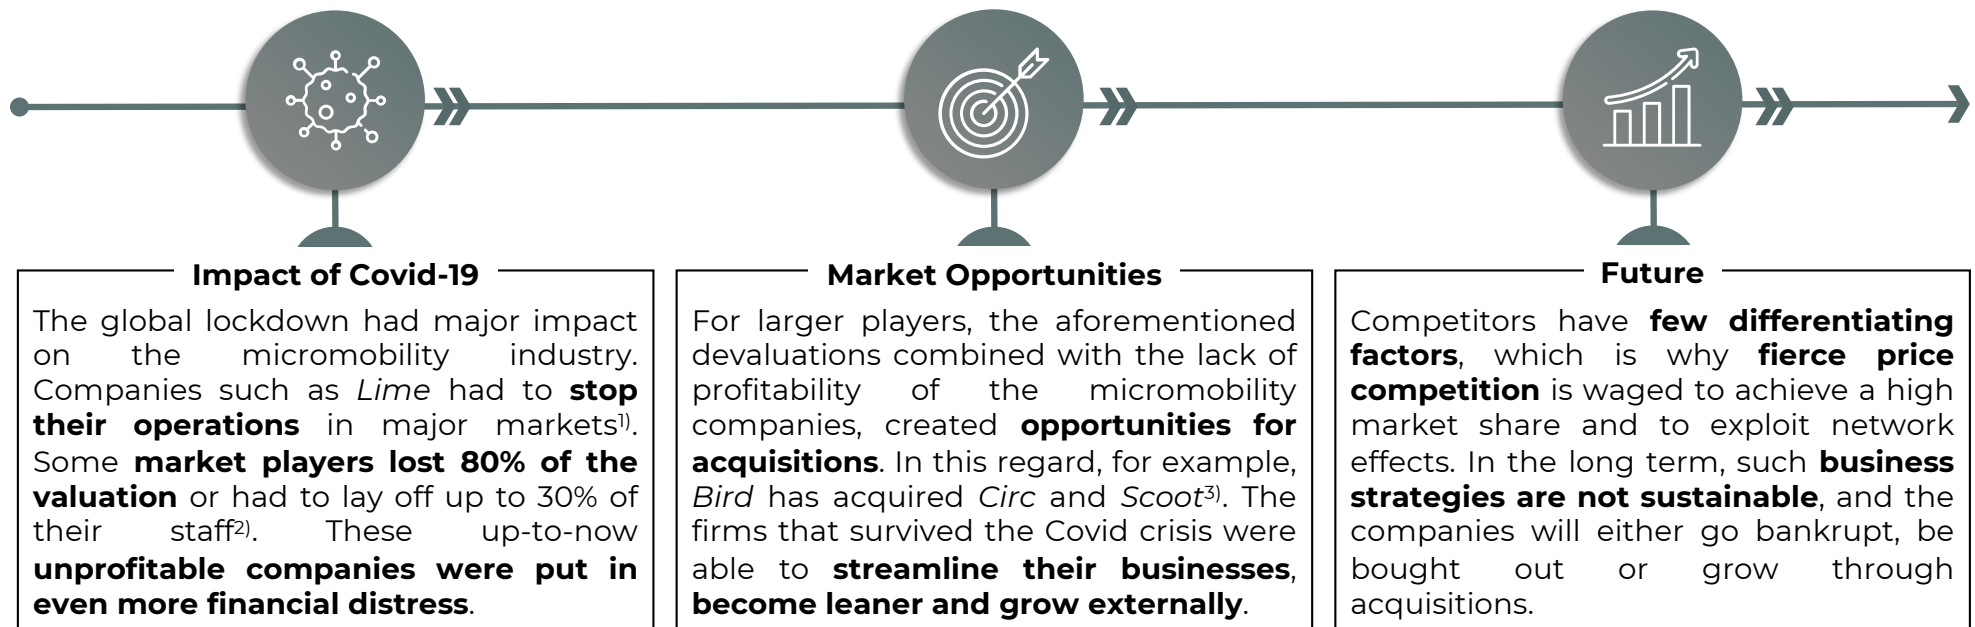 Impact of Covid-19
The global lockdown had major impact
on the micromobility industry.
Companies such as Lime had to stop
their operations in major markets1).
Some market players lost 80% of the
valuation or had to lay off up to 30% of
their staff2). These up-to-now
unprofitable companies were put in
even more financial distress.
Market Opportunities
For larger players, the aforementioned
devaluations combined with the lack of
profitability of the micromobility
companies, created opportunities for
acquisitions. In this regard, for example,
Bird has acquired Circ and Scoot3). The
firms that survived the Covid crisis were
able to streamline their businesses,
become leaner and grow externally.
Future
Competitors have few differentiating
factors, which is why fierce price
competition is waged to achieve a high
market share and to exploit network
effects. In the long term, such business
strategies are not sustainable, and the
companies will either go bankrupt, be
bought out or grow through
acquisitions.